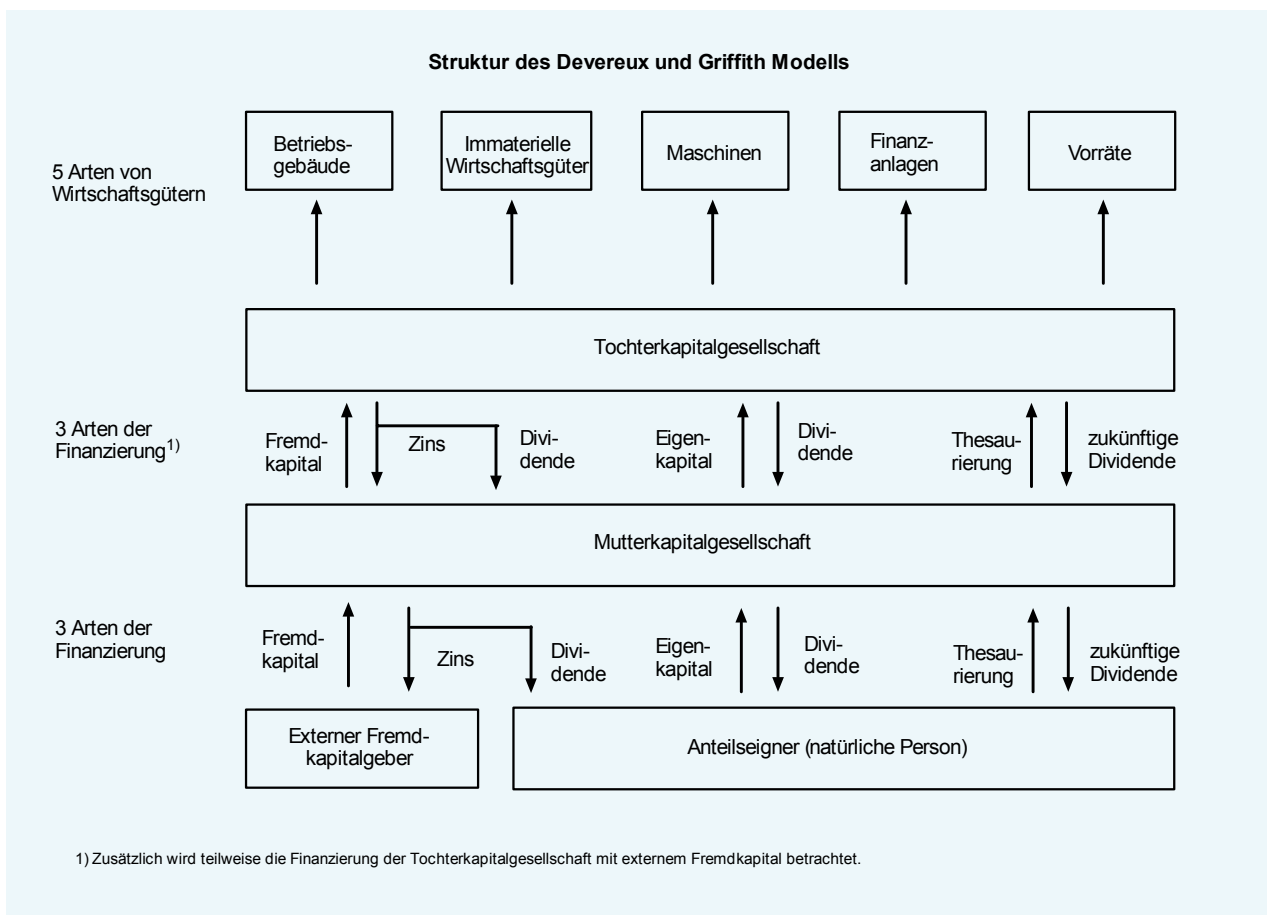 Struktur des Devereux und Griffith Modells
5 Arten von
Wirtschaftsgütern
Betriebs-
gebäude
Immaterielle
Wirtschaftsgüter
Maschinen
Finanz-
anlagen
Vorräte
Tochterkapitalgesellschaft
3 Arten der
Finanzierung1)
Fremd-
kapital
Zins
Divi-
dende
Eigen-
kapital
Divi-
dende
Thesau-
rierung
zukünftige
Dividende
Mutterkapitalgesellschaft
3 Arten der
Finanzierung
Fremd-
kapital
Zins
Divi-
dende
Eigen-
kapital
Divi-
dende
Thesau-
rierung
zukünftige
Dividende
Externer Fremd-
kapitalgeber
Anteilseigner (natürliche Person)
1) Zusätzlich wird teilweise die Finanzierung der Tochterkapitalgesellschaft mit externem Fremdkapital betrachtet.